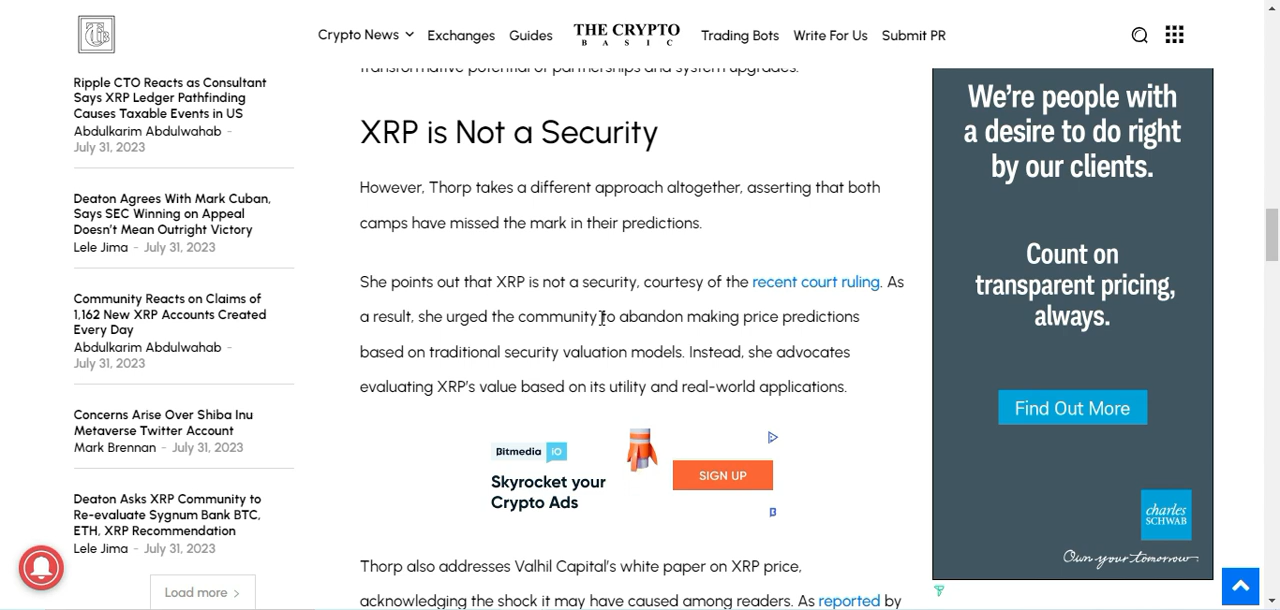 Crypto News
Exchanges
Guides
THE CRYPTO
BASIC
Trading Bots
Write For Us
Submit PR
Ripple CTO Reacts as Consultant
Says XRP Ledger Pathfinding
Causes Taxable Events in US
Abdulkarim Abdulwahab -
July 31, 2023
Deaton Agrees With Mark Cuban,
Says SEC Winning on Appeal
Doesn't Mean Outright Victory
Lele Jima - July 31, 2023
Community Reacts on Claims of
1,162 New XRP Accounts Created
Every Day
Abdulkarim Abdulwahab -
July 31, 2023
Concerns Arise Over Shiba Inu
Metaverse Twitter Account
Mark Brennan - July 31, 2023
Deaton Asks XRP Community to
Re-evaluate Sygnum Bank BTC,
ETH, XRP Recommendation
Lele Jima - July 31, 2023
Load more >
transformative potential of partnerships and system upgrades.
XRP is Not a Security
However, Thorp takes a different approach altogether, asserting that both
camps have missed the mark in their predictions.
She points out that XRP is not a security, courtesy of the recent court ruling. As
a result, she urged the community to abandon making price predictions
based on traditional security valuation models. Instead, she advocates
evaluating XRP's value based on its utility and real-world applications.
Bitmedia IO
Skyrocket your
Crypto Ads
SIGN UP
Thorp also addresses Valhil Capital's white paper on XRP price,
acknowledging the shock it may have caused among readers. As reported by
We're people with
a desire to do right
by our clients.
Count on
transparent pricing,
always.
Find Out More
charles
SCHWAB
Own your tomorrow